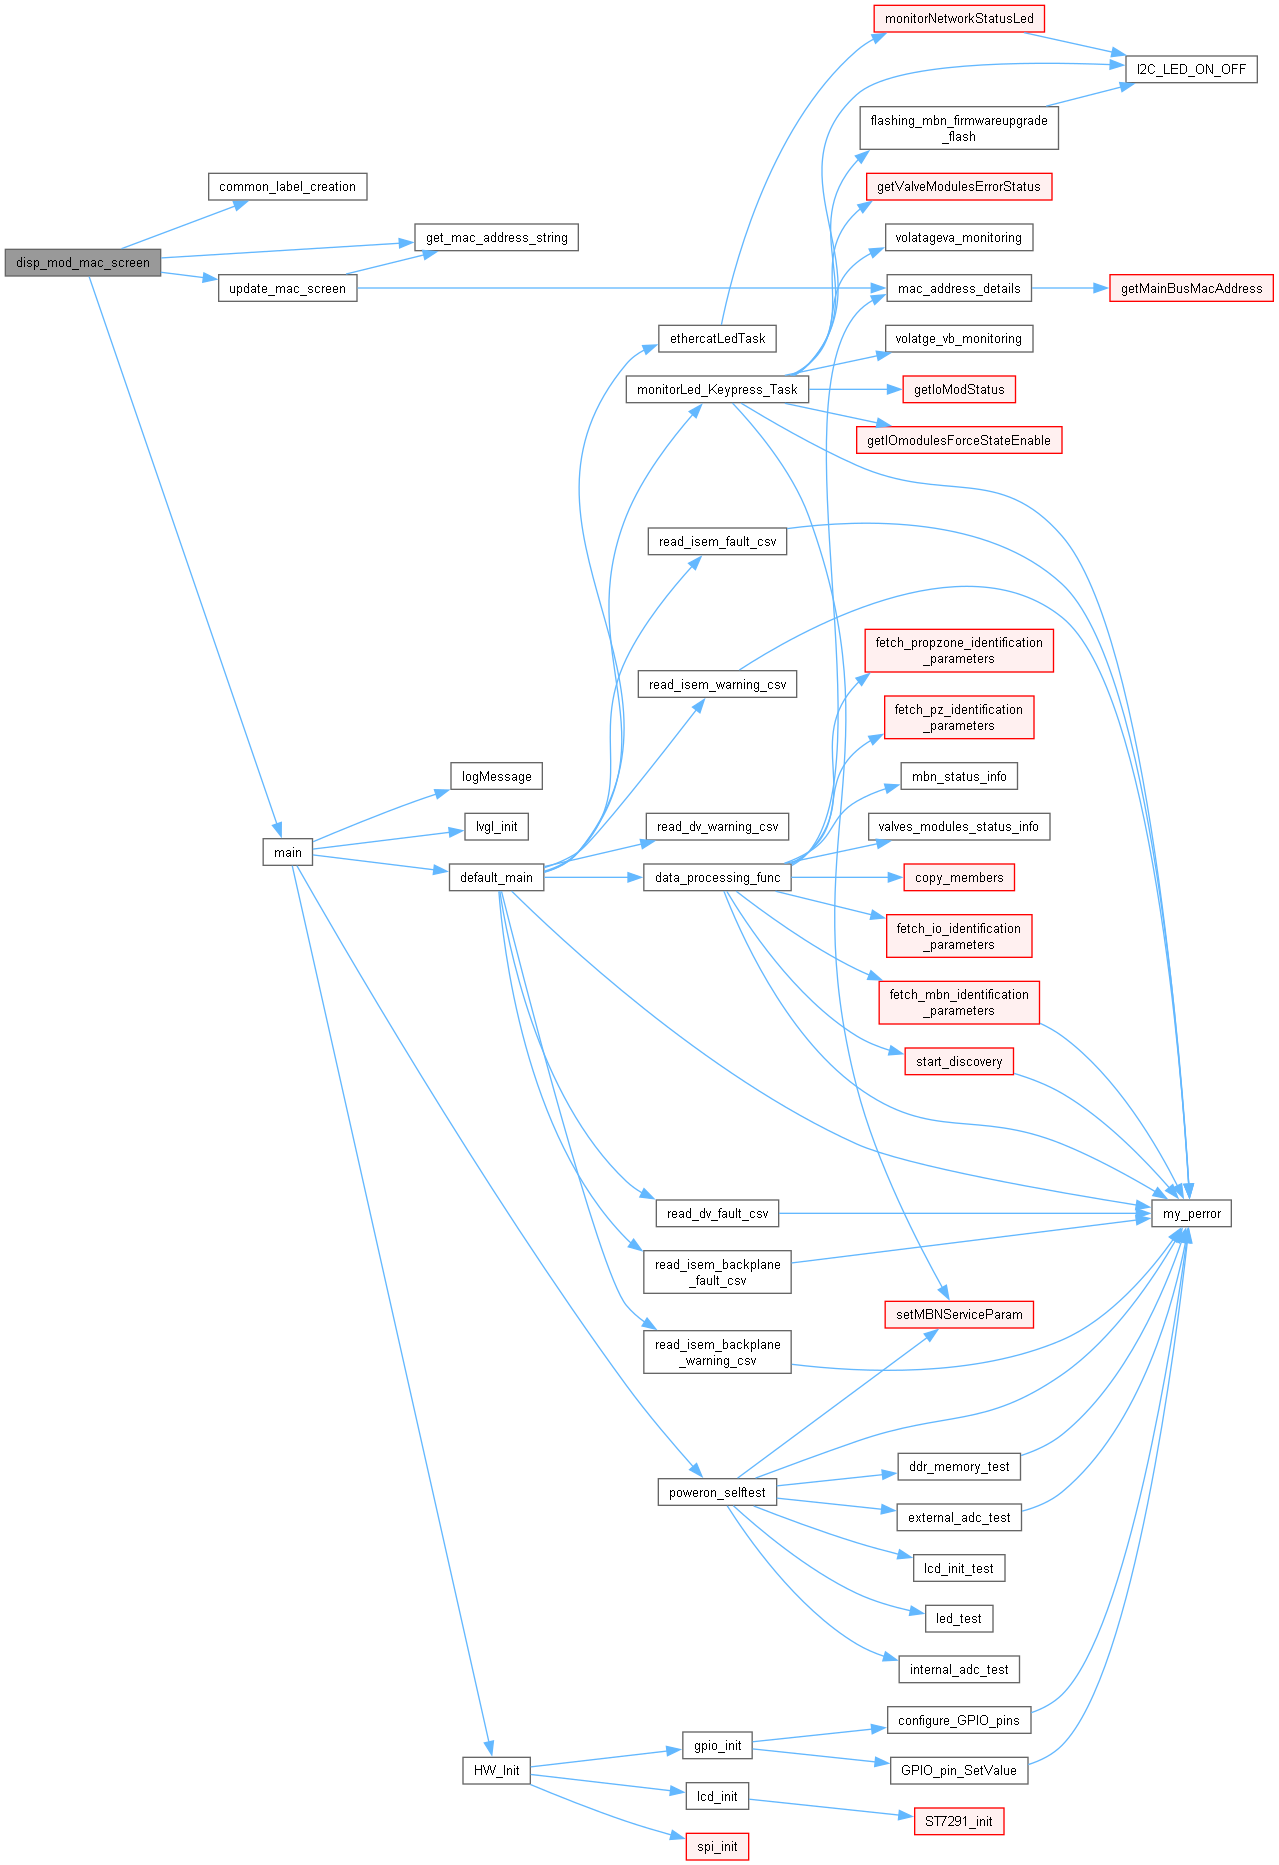 monitorNetworkStatusLed
I2C_LED_ON_OFF
flashing_mbn_firmwareupgrade
_flash
common_label_creation
getValveModulesErrorStatus
get_mac_address_string
volatageva_monitoring
disp_mod_mac_screen
update_mac_screen
mac_address_details
getMainBusMacAddress
ethercatLedTask
volatge_vb_monitoring
monitorLed_Keypress_Task
getIoModStatus
getIOmodulesForceStateEnable
read_isem_fault_csv
fetch_propzone_identification
_parameters
read_isem_warning_csv
fetch_pz_identification
_parameters
logMessage
mbn_status_info
lvgl_init
read_dv_warning_csv
valves_modules_status_info
main
default_main
data_processing_func
copy_members
fetch_io_identification
_parameters
fetch_mbn_identification
_parameters
start_discovery
read_dv_fault_csv
my_perror
read_isem_backplane
_fault_csv
setMBNServiceParam
read_isem_backplane
_warning_csv
ddr_memory_test
poweron_selftest
external_adc_test
lcd_init_test
led_test
internal_adc_test
configure_GPIO_pins
gpio_init
HW_Init
GPIO_pin_SetValue
lcd_init
ST7291_init
spi_init